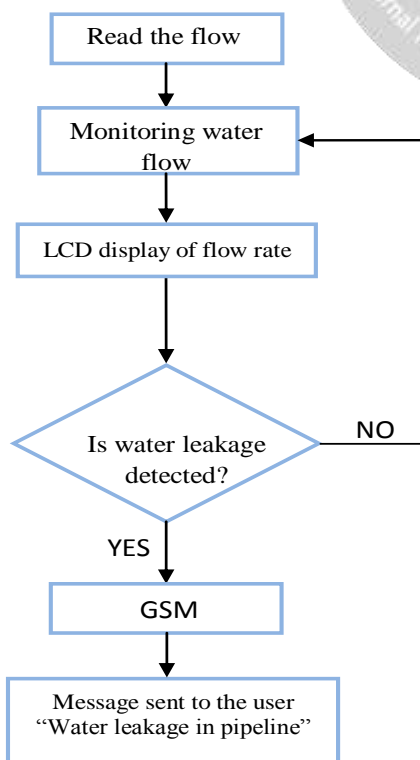 Read the flow
Monitoring water
flow
LCD display of flow rate
Is water leakage
detected?
NO
YES
GSM
Message sent to the user
“Water leakage in pipeline”